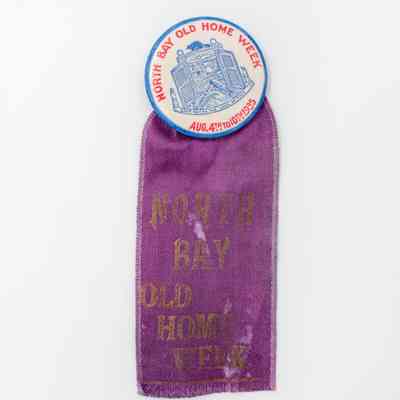 NORTH BAY OLD HOME WEEK
AUG. 4TH TO 10TH 1935
NORTH
BAY
OLD
HOME
WEEK